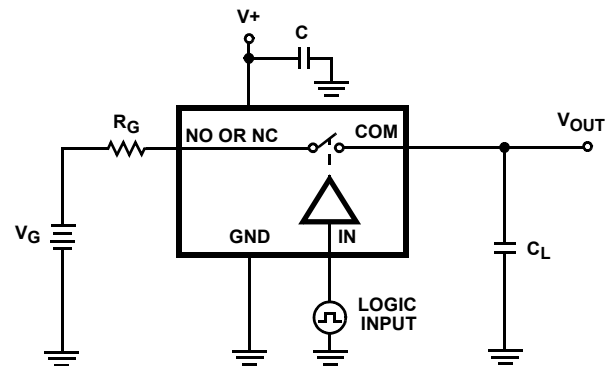 V+
C
RG
NO OR NC
COM
VOUT
VG
GND
IN
CL
LOGIC
INPUT